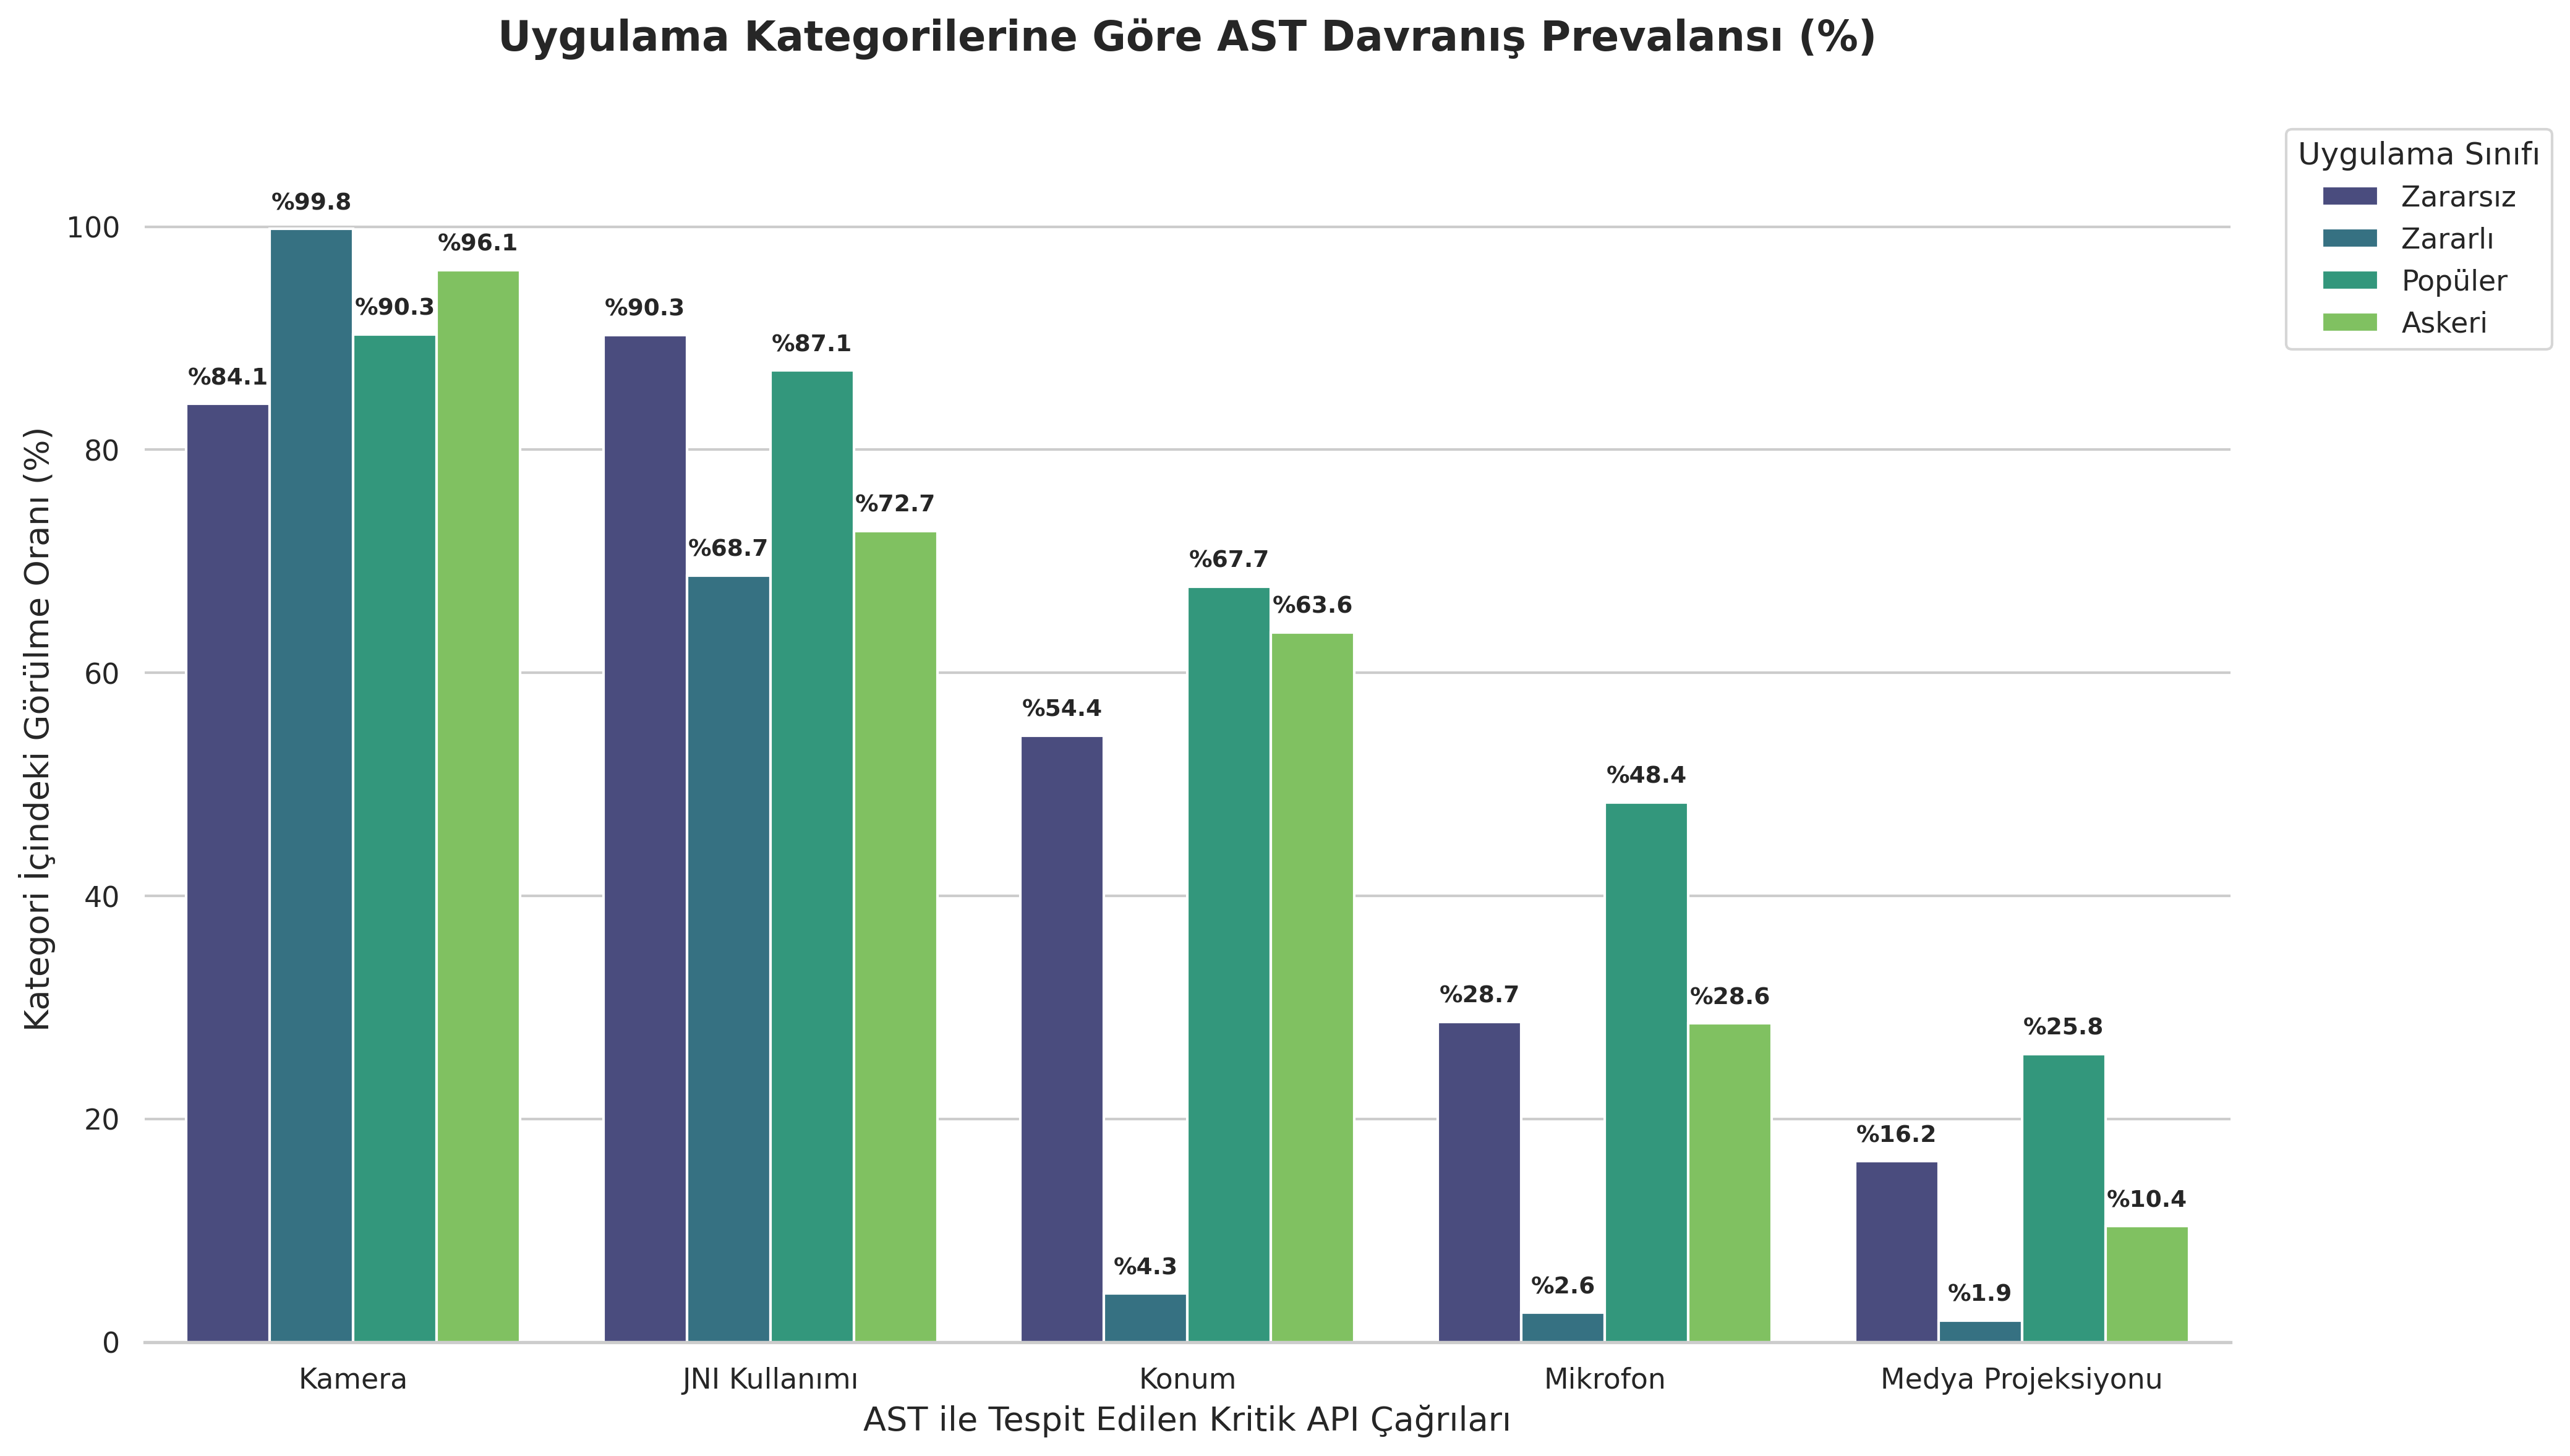 Uygulama Kategorilerine Göre AST Davranış Prevalansı (%)
Uygulama Sınıfı
Zararsız
Zararlı
Popüler
Askeri
Kategori İçindeki Görülme Oranı (%)
100
80
60
40
20
0
%84.1
%99.8
%90.3
%96.1
%90.3
%68.7
%87.1
%72.7
%54.4
%4.3
%67.7
%63.6
%28.7
%2.6
%48.4
%28.6
%16.2
%1.9
%25.8
%10.4
Kamera
JNI Kullanımı
Konum
Mikrofon
Medya Projeksiyonu
AST ile Tespit Edilen Kritik API Çağrıları